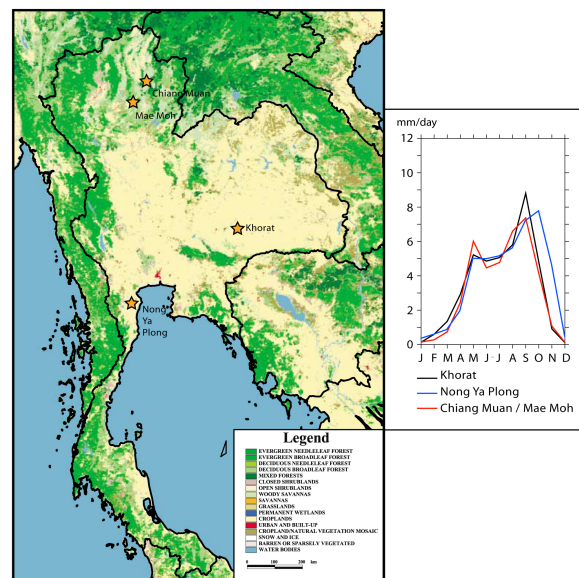 Chiang Muan
Mae Moh
Khorat
Nong
Ya
Plong
Legend
EVERGREEN NEEDLELEAF FOREST
EVERGREEN BROADLEAF FOREST
DECIDUOUS NEEDLELEAF FOREST
DECIDUOUS BROADLEAF FOREST
MIXED FORESTS
CLOSED SHRUBLANDS
OPEN SHRUBLANDS
WOODY SAVANNAS
SAVANNAS
GRASSLANDS
PERMANENT WETLANDS
CROPLANDS
URBAN AND BUILT-UP
CROPLAND/NATURAL VEGETATION MOSAIC
SNOW AND ICE
BARREN OR SPARSELY VEGETATED
WATER BODIES
0 100 200 km
mm/day
12
10
8
6
4
2
0
J F M A M J J A S O N D
Khorat
Nong Ya Plong
Chiang Muan / Mae Moh